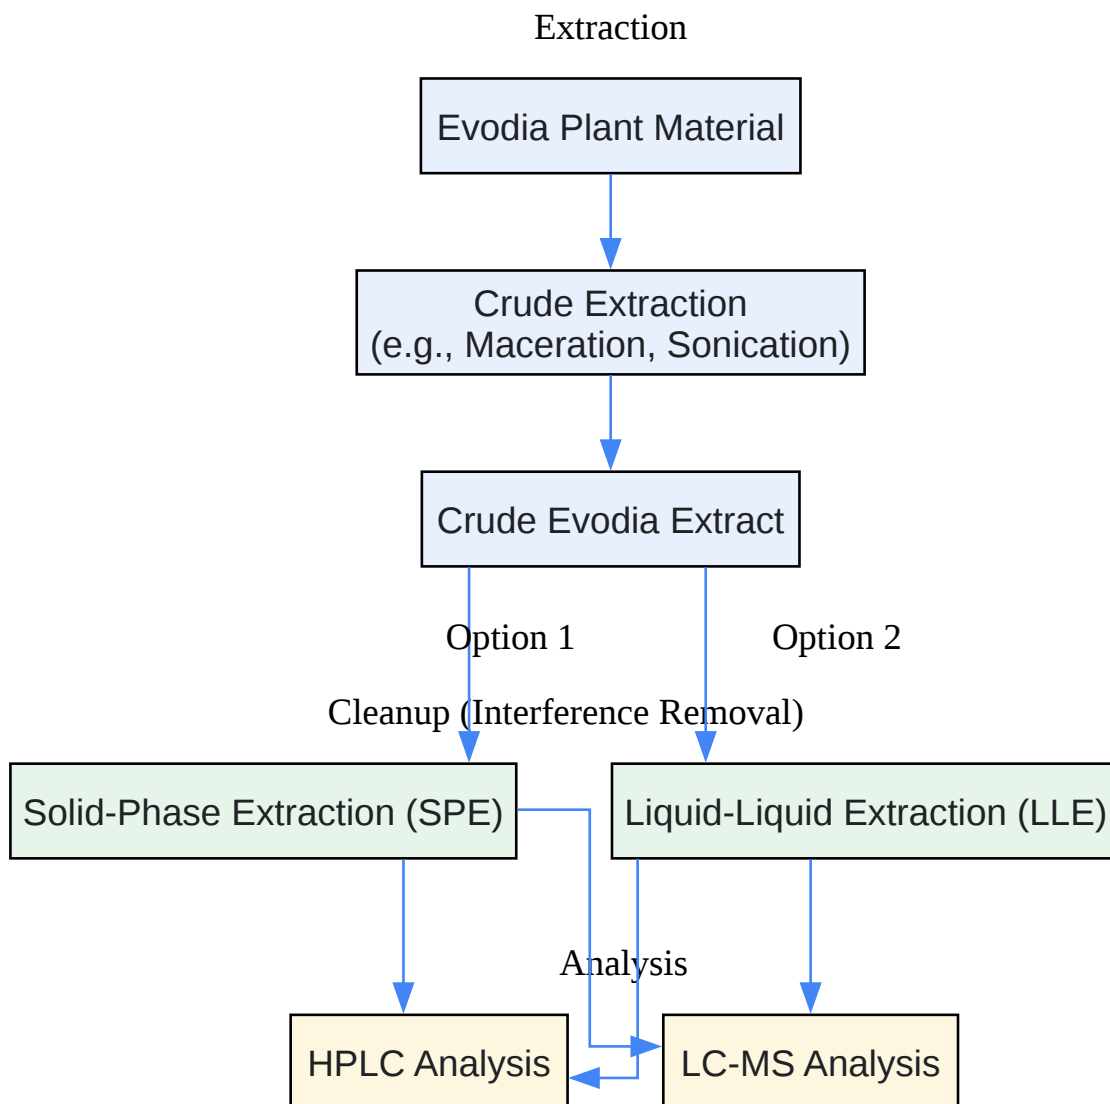 Extraction
Evodia Plant Material
Crude Extraction
(e.g., Maceration, Sonication)
Crude Evodia Extract
Option 1
Option 2
Cleanup (Interference Removal)
Solid-Phase Extraction (SPE)
Liquid-Liquid Extraction (LLE)
Analysis
HPLC Analysis
LC-MS Analysis